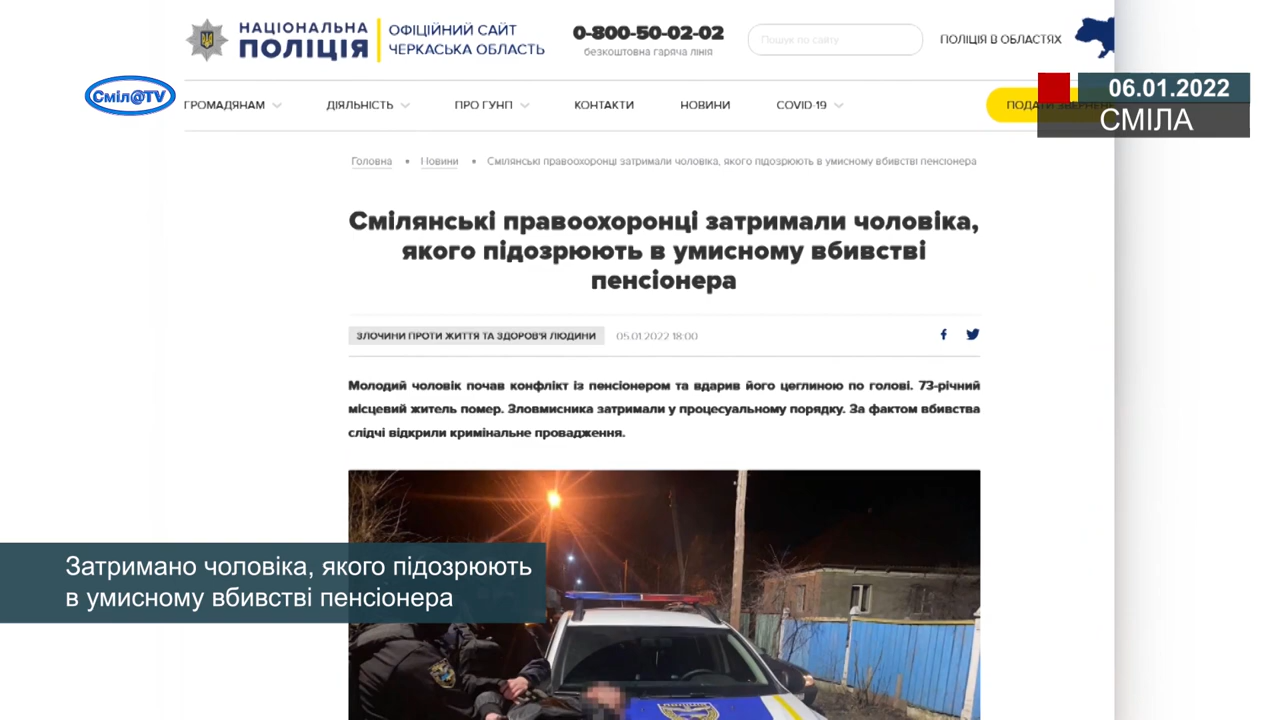 НАЦІОНАЛЬНА
ПОЛІЦІЯ
ОФІЦІЙНИЙ САЙТ
ЧЕРКАСЬКА ОБЛАСТЬ
0-800-50-02-02
безкоштовна гаряча лінія
Пошук по сайту
ПОЛІЦІЯ В ОБЛАСТЯХ
Сміл@TV
06.01.2022
СМІЛА
ГРОМАДЯНАМ
ДІЯЛЬНІСТЬ
ПРО ГУНП
КОНТАКТИ
НОВИНИ
COVID-19
ПОДАТИ ЗВЕРНЕН
Головна • Новини • Смілянські правоохоронці затримали чоловіка, якого підозрюють в умисному вбивстві пенсіонера
Смілянські правоохоронці затримали чоловіка,
якого підозрюють в умисному вбивстві
пенсіонера
ЗЛОЧИНИ ПРОТИ ЖИТТЯ ТА ЗДОРОВ'Я ЛЮДИНИ 05.01.2022 18:00
Молодий чоловік почав конфлікт із пенсіонером та вдарив його цеглиною по голові. 73-річний
місцевий житель помер. Зловмисника затримали у процесуальному порядку. За фактом вбивства
слідчі відкрили кримінальне провадження.
Затримано чоловіка, якого підозрюють
в умисному вбивстві пенсіонера